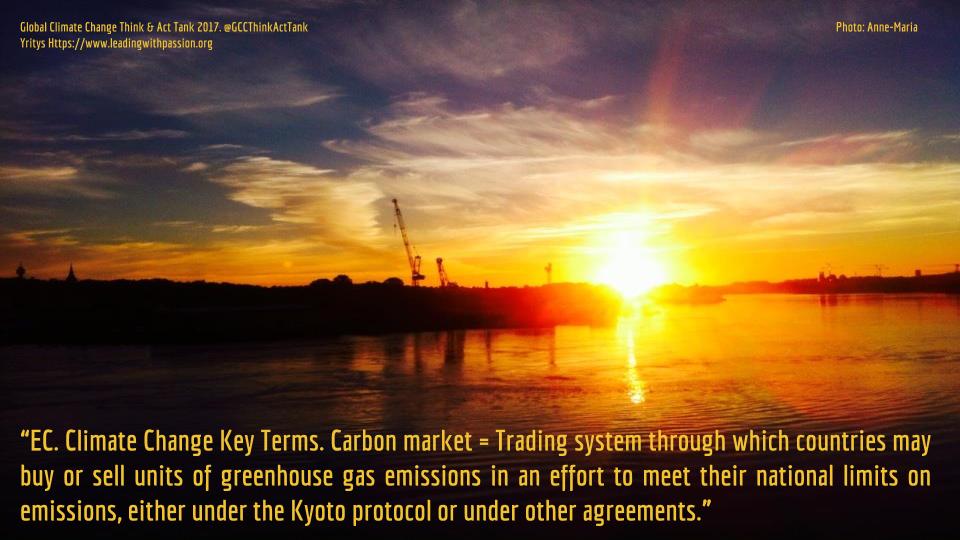 Global Climate Change Think & Act Tank 2017. @GCCThinkActTank
Yritys Https://www.leadingwithpassion.org
Photo: Anne-Maria
“EC. Climate Change Key Terms. Carbon market = Trading system through which countries may
buy or sell units of greenhouse gas emissions in an effort to meet their national limits on
emissions, either under the Kyoto protocol or under other agreements.”